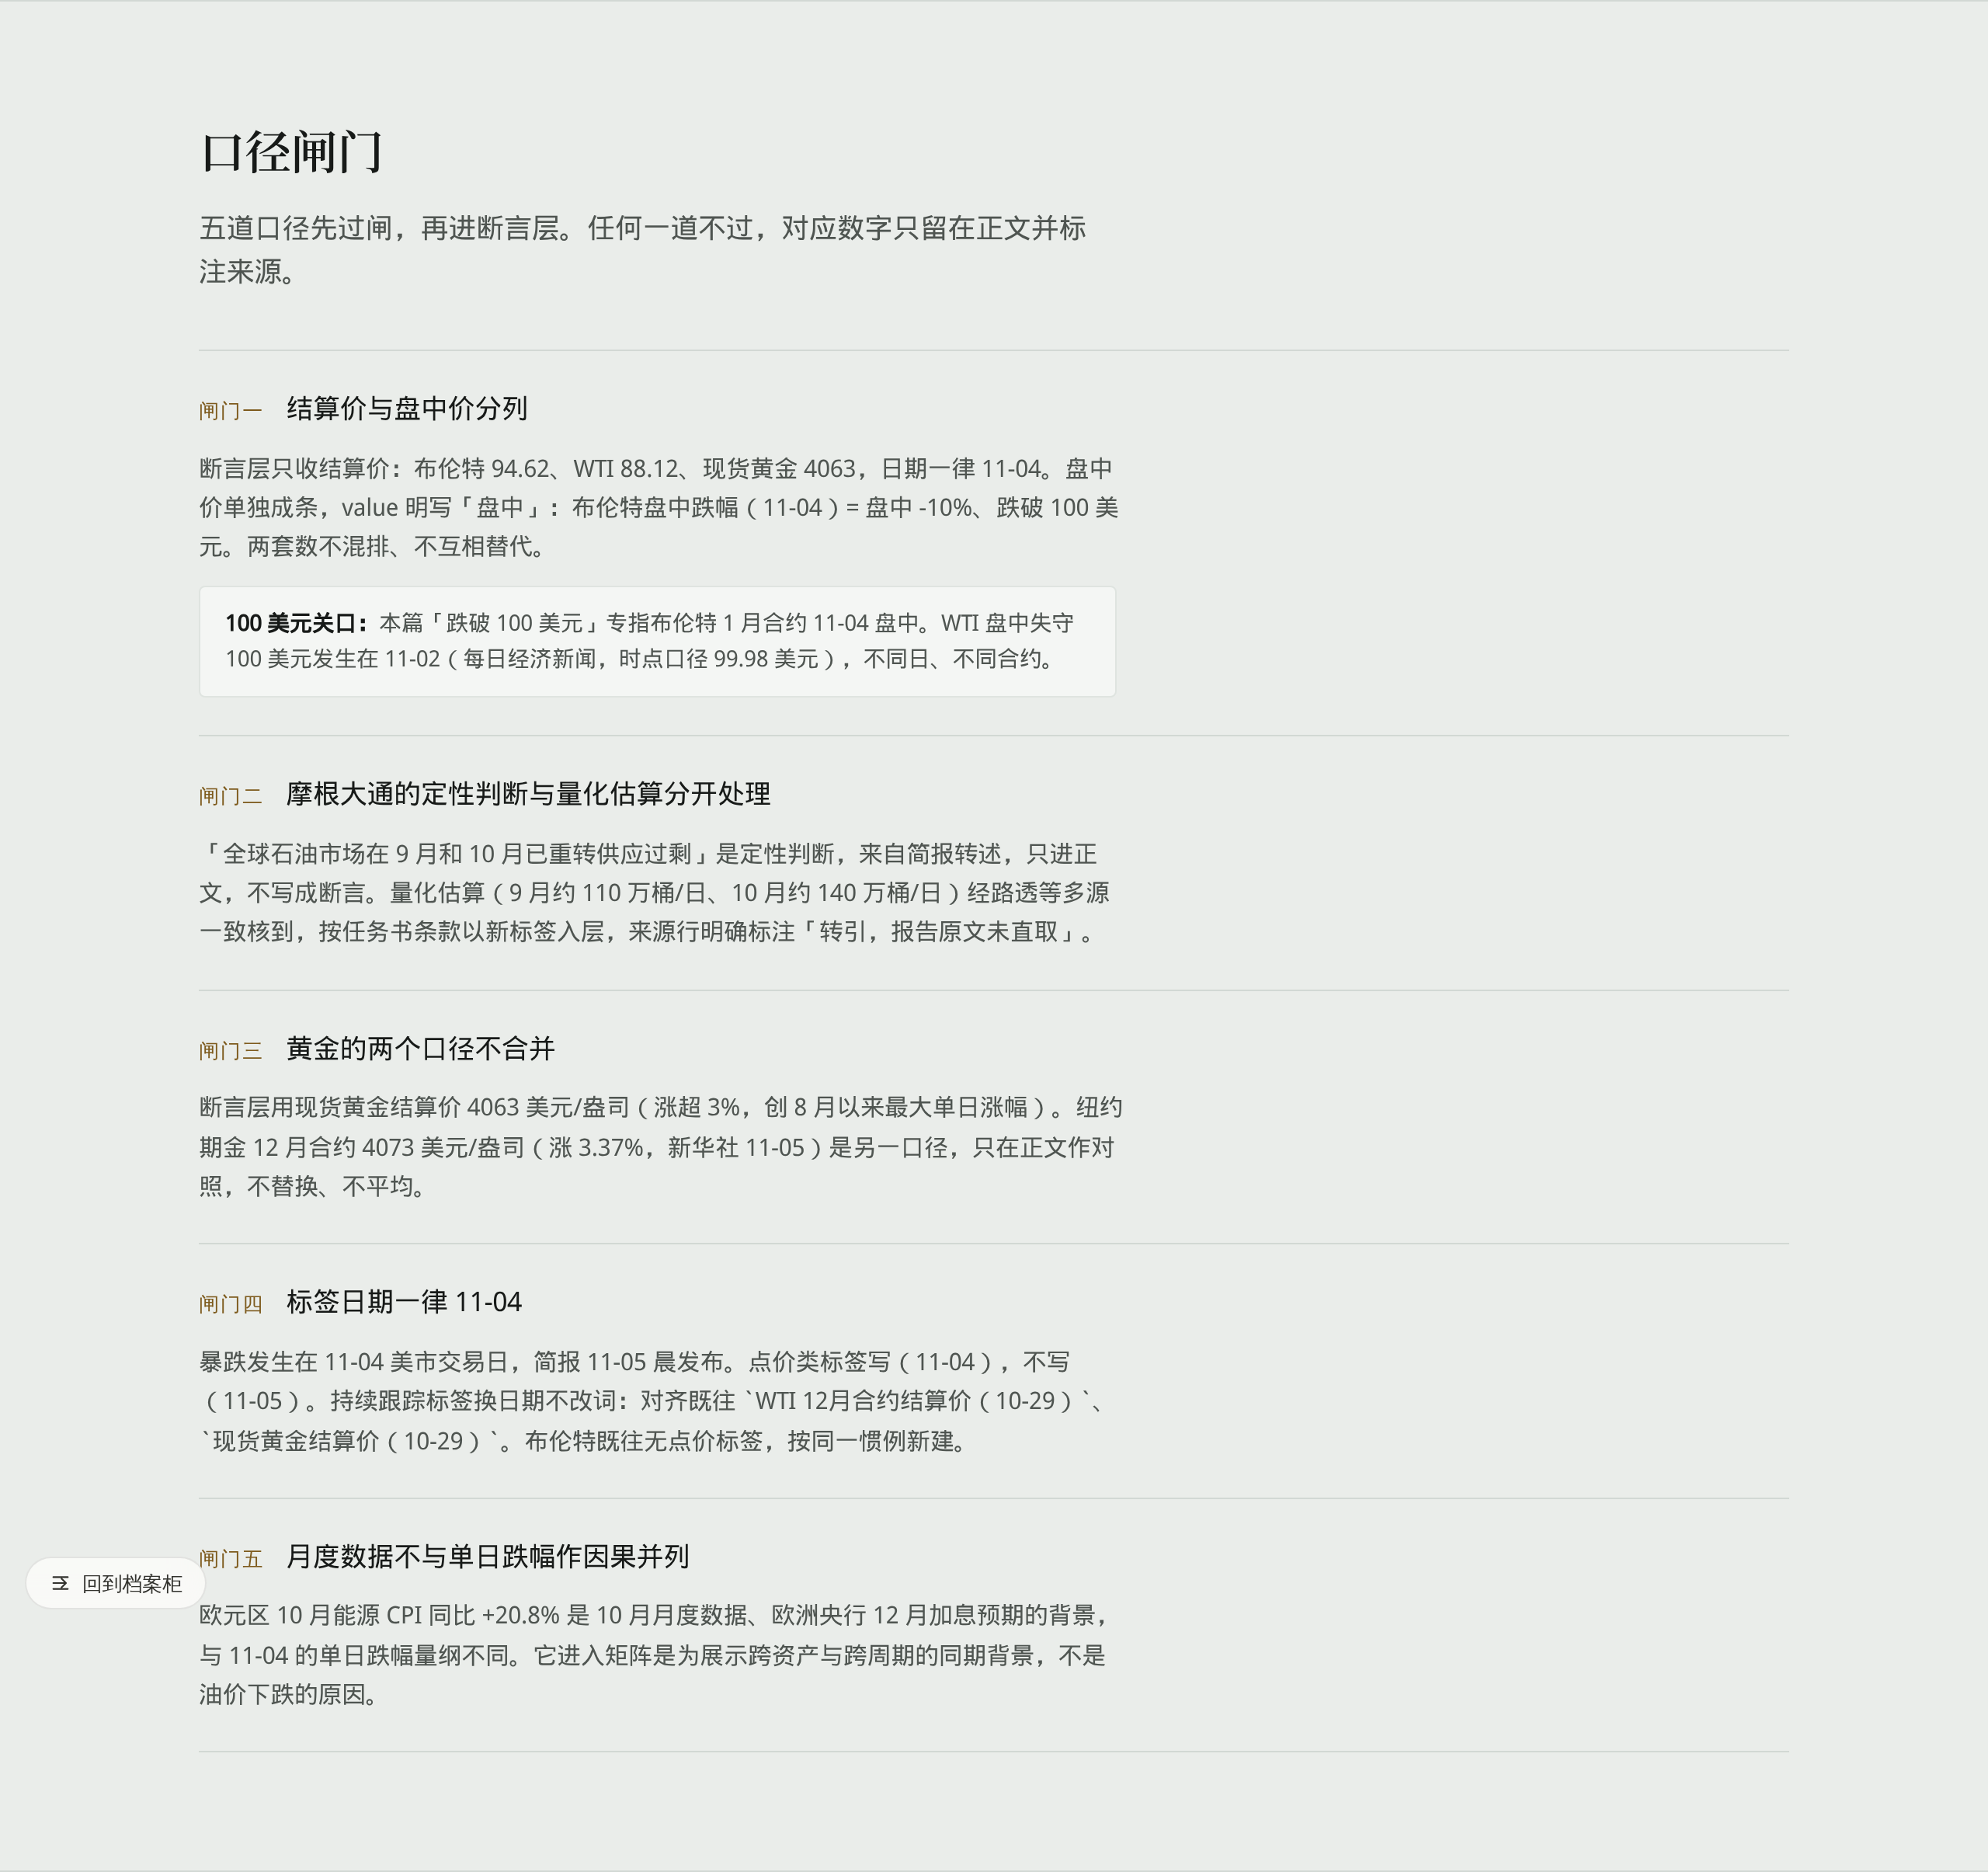 口径闸门
五道口径先过闸，再进断言层。任何一道不过，对应数字只留在正文并标
注来源。
闸门一 结算价与盘中价分列
断言层只收结算价：布伦特 94.62、WTI 88.12、现货黄金 4063，日期一律 11-04。盘中
价单独成条，value 明写「盘中」：布伦特盘中跌幅（11-04）= 盘中 -10%、跌破 100 美
元。两套数不混排、不互相替代。
100 美元关口：本篇「跌破 100 美元」专指布伦特 1 月合约 11-04 盘中。WTI 盘中失守
100 美元发生在 11-02（每日经济新闻，时点口径 99.98 美元），不同日、不同合约。
闸门二 摩根大通的定性判断与量化估算分开处理
「全球石油市场在 9 月和 10 月已重转供应过剩」是定性判断，来自简报转述，只进正
文，不写成断言。量化估算（9 月约 110 万桶/日、10 月约 140 万桶/日）经路透等多源
一致核到，按任务书条款以新标签入层，来源行明确标注「转引，报告原文未直取」。
闸门三 黄金的两个口径不合并
断言层用现货黄金结算价 4063 美元/盎司（涨超 3%，创 8 月以来最大单日涨幅）。纽约
期金 12 月合约 4073 美元/盎司（涨 3.37%，新华社 11-05）是另一口径，只在正文作对
照，不替换、不平均。
闸门四 标签日期一律 11-04
暴跌发生在 11-04 美市交易日，简报 11-05 晨发布。点价类标签写（11-04），不写
（11-05）。持续跟踪标签换日期不改词：对齐既往 `WTI 12月合约结算价（10-29）`、
`现货黄金结算价（10-29）`。布伦特既往无点价标签，按同一惯例新建。
闸门五 月度数据不与单日跌幅作因果并列
回到档案柜
欧元区 10 月能源 CPI 同比 +20.8% 是 10 月月度数据、欧洲央行 12 月加息预期的背景，
与 11-04 的单日跌幅量纲不同。它进入矩阵是为展示跨资产与跨周期的同期背景，不是
油价下跌的原因。